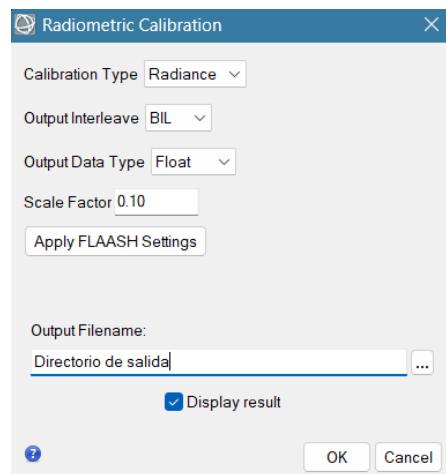 Radiometric Calibration
Calibration Type Radiance
Output Interleave BIL
Output Data Type Float
Scale Factor 0.10
Apply FLAASH Settings
Output Filename:
Directorio de salida
...
Display result
?
OK Cancel